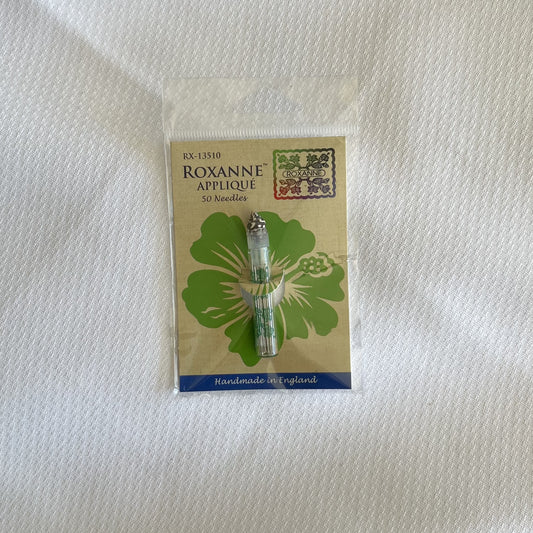 RX-13510
ROXANNE™
APPLIQUÉ
50 Needles
ROXANNE
Handmade in England